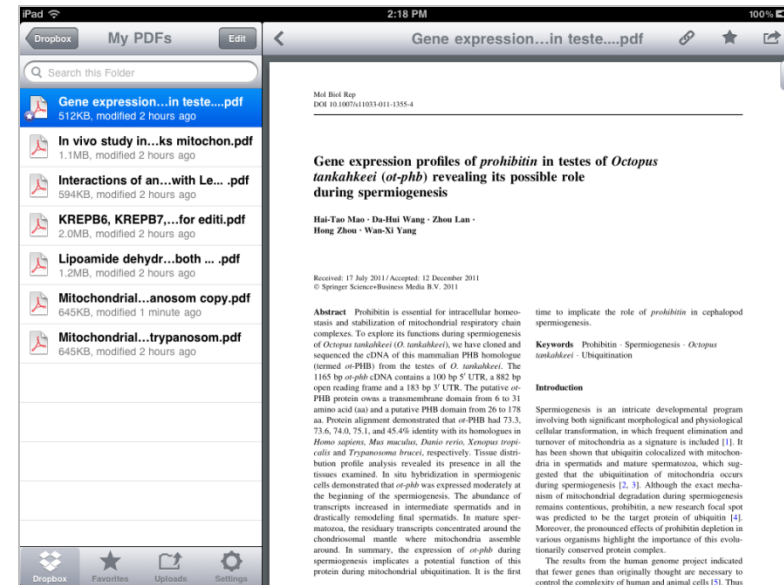 iPad
2:18 PM
100%
Dropbox
My PDFs
Edit
Search this Folder
Gene expression...in teste....pdf
512KB, modified 2 hours ago
In vivo study in...ks mitochon.pdf
1.1MB, modified 2 hours ago
Interactions of an...with Le... .pdf
594KB, modified 2 hours ago
KREPB6, KREPB7,...for editi.pdf
2.0MB, modified 2 hours ago
Lipoamide dehydr...both ... .pdf
1.2MB, modified 2 hours ago
Mitochondrial...anosom copy.pdf
645KB, modified 1 minute ago
Mitochondrial...trypanosom.pdf
645KB, modified 2 hours ago
Dropbox
Favorites
Uploads
Settings
Gene expression...in teste....pdf
Mol Biol Rep
DOI 10.1007/s11033-011-1355-4
Gene expression profiles of prohibitin in testes of Octopus
tankahkeei (ot-phb) revealing its possible role
during spermiogenesis
Hai-Tao Mao · Da-Hui Wang · Zhou Lan ·
Hong Zhou · Wan-Xi Yang
Received: 17 July 2011 / Accepted: 12 December 2011
© Springer Science+Business Media B.V. 2011
Abstract Prohibitin is essential for intracellular homeo-
stasis and stabilization of mitochondrial respiratory chain
complexes. To explore its functions during spermiogenesis
of Octopus tankahkeei (O. tankahkeei), we have cloned and
sequenced the cDNA of this mammalian PHB homologue
(termed ot-PHB) from the testes of O. tankahkeei. The
1165 bp ot-phb cDNA contains a 100 bp 5′ UTR, a 882 bp
open reading frame and a 183 bp 3′ UTR. The putative ot-
PHB protein owns a transmembrane domain from 6 to 31
amino acid (aa) and a putative PHB domain from 26 to 178
aa. Protein alignment demonstrated that ot-PHB had 73.3,
73.6, 74.0, 75.1, and 45.4% identity with its homologues in
Homo sapiens, Mus muculus, Danio rerio, Xenopus tropi-
calis and Trypanosoma brucei, respectively. Tissue distri-
bution profile analysis revealed its presence in all the
tissues examined. In situ hybridization in spermiogenic
cells demonstrated that ot-phb was expressed moderately at
the beginning of the spermiogenesis. The abundance of
transcripts increased in intermediate spermatids and in
drastically remodeling final spermatids. In mature sper-
matozoa, the residuary transcripts concentrated around the
chondriosomal mantle where mitochondria assemble
around. In summary, the expression of ot-phb during
spermiogenesis implicates a potential function of this
protein during mitochondrial ubiquitination. It is the first
time to implicate the role of prohibitin in cephalopod
spermiogenesis.
Keywords Prohibitin · Spermiogenesis · Octopus
tankahkeei · Ubiquitination
Introduction
Spermiogenesis is an intricate developmental program
involving both significant morphological and physiological
cellular transformation, in which frequent elimination and
turnover of mitochondria as a signature is included [1]. It
has been shown that ubiquitin colocalized with mitochon-
dria in spermatids and mature spermatozoa, which sug-
gested that the ubiquitination of mitochondria occurs
during spermiogenesis [2, 3]. Although the exact mecha-
nism of mitochondrial degradation during spermiogenesis
remains contentious, prohibitin, a new research focal spot
was predicted to be the target protein of ubiquitin [4].
Moreover, the pronounced effects of prohibitin depletion in
various organisms highlight the importance of this evolu-
tionarily conserved protein complex.
The results from the human genome project indicated
that fewer genes than originally thought are necessary to
control the complexity of human and animal cells [5]. Thus